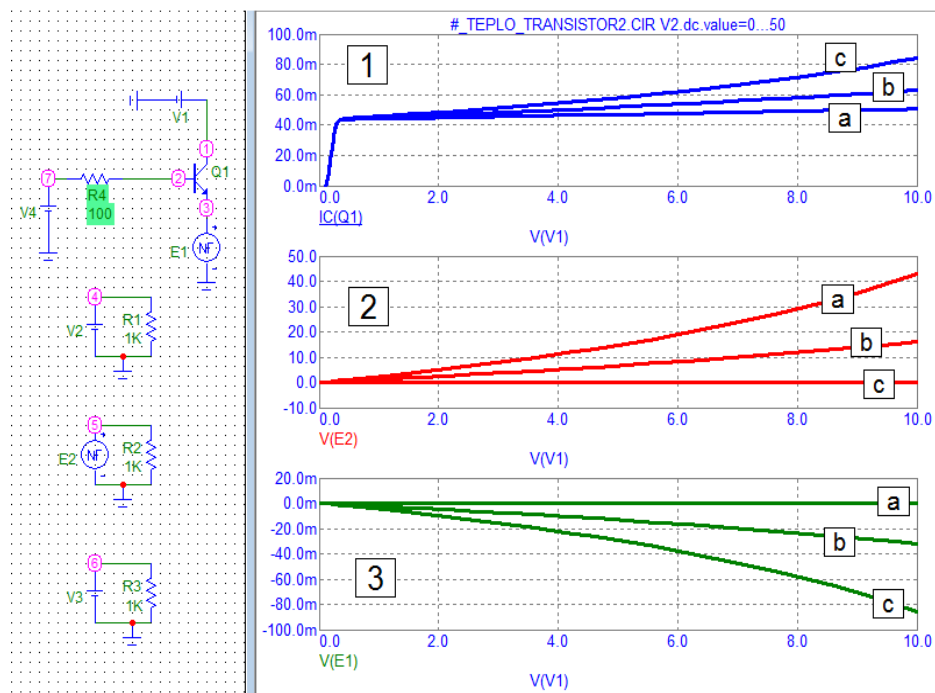 V1
1
7
2
Q1
R4
100
3
V4
NF
E1
4
V2
R1
1K
5
E2
NF
R2
1K
6
V3
R3
1K
#_TEPLO_TRANSISTOR2.CIR V2.dc.value=0...50
100.0m
80.0m
60.0m
40.0m
20.0m
0.0m
1
c
b
a
0.0 2.0 4.0 6.0 8.0 10.0
IC(Q1)
V(V1)
50.0
40.0
30.0
20.0
10.0
0.0
-10.0
2
a
b
c
0.0 2.0 4.0 6.0 8.0 10.0
V(E2)
V(V1)
20.0m
0.0m
-20.0m
-40.0m
-60.0m
-80.0m
-100.0m
3
a
b
c
0.0 2.0 4.0 6.0 8.0 10.0
V(E1)
V(V1)